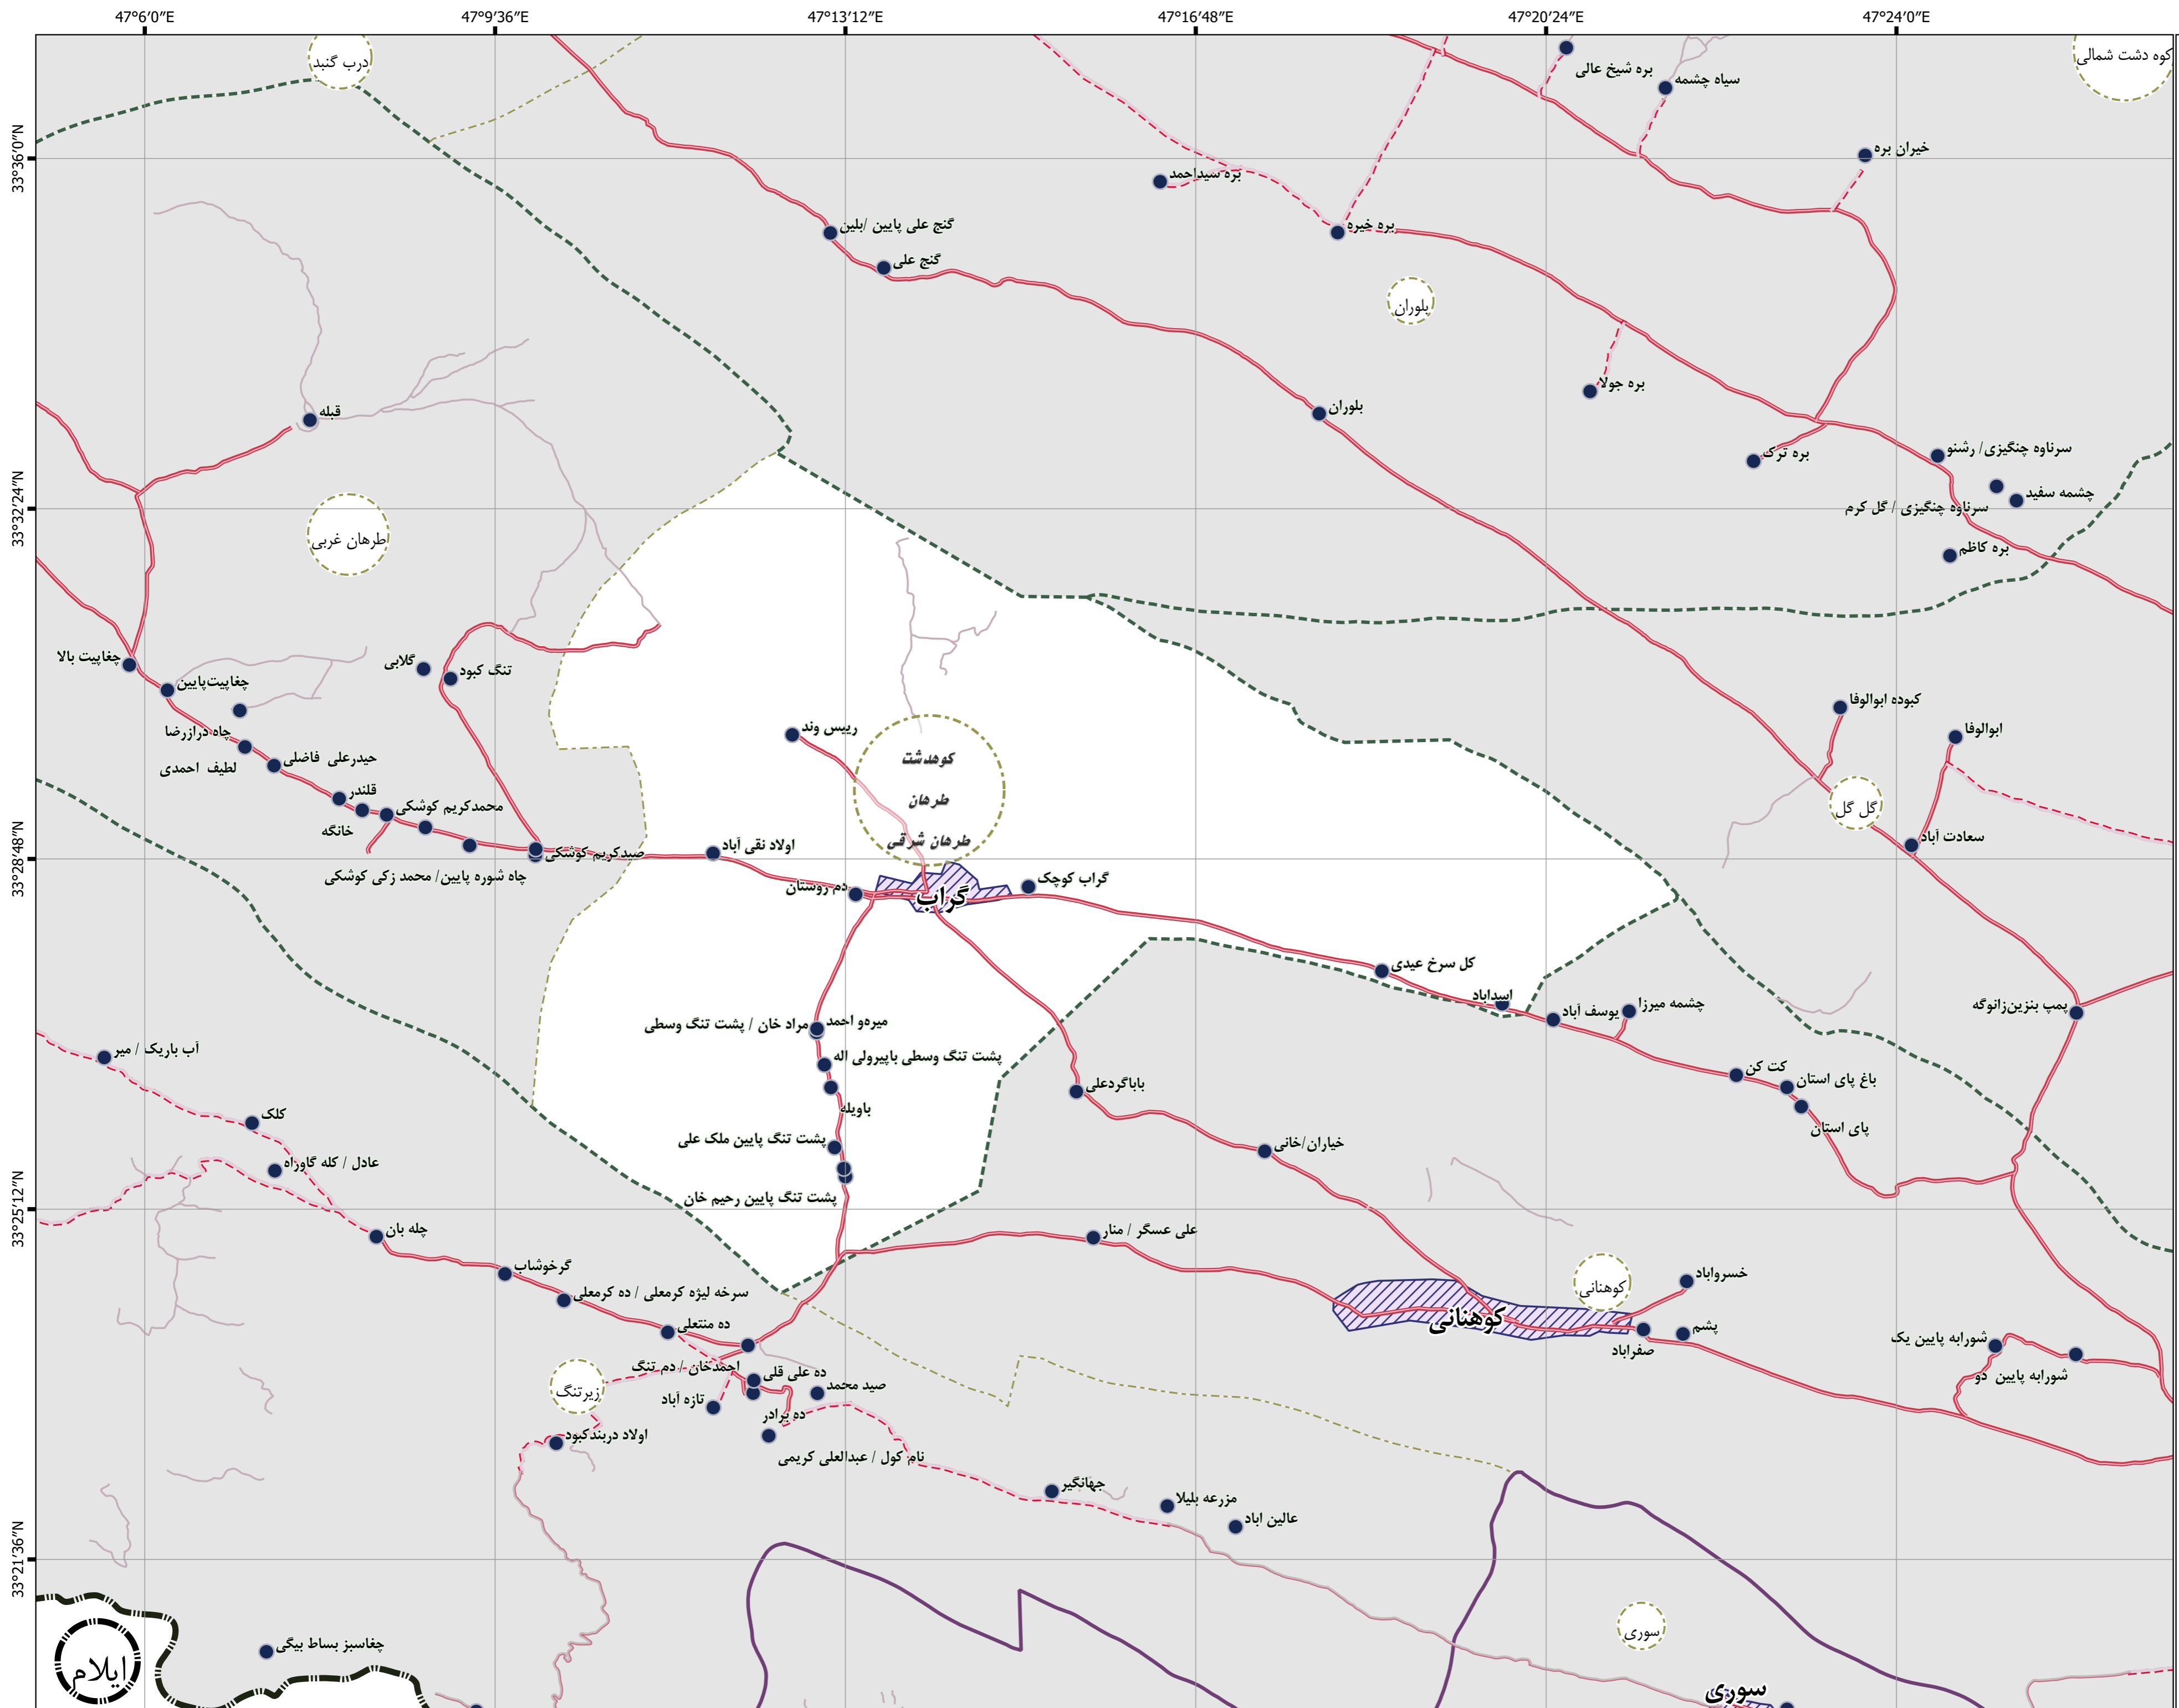 47°6'0"E
47°9'36"E
47°13'12"E
47°16'48"E
47°20'24"E
47°24'0"E
33°36'0"N
33°32'24"N
33°28'48"N
33°25'12"N
33°21'36"N
درب گنبد
کوه دشت شمالی
بره شیخ عالی
سیاه چشمه
خیران بره
بره سیداحمد
گنج علی پایین /بلین
بره خیره
گنج علی
پلوران
بره جولا
بلوران
قبله
بره ترک
سرناوه چنگیزی/ رشنو
چشمه سفید
سرناوه چنگیزی / گل کرم
طرهان غربی
بره کاظم
چغاپیت بالا
گلابی
تنگ کبود
چغاپیت‌پایین
کبوده ابوالوفا
ابوالوفا
چاه درازرضا
رییس وند
کوهدشت
طرهان
طرهان شرقی
لطیف احمدی
حیدرعلی فاضلی
قلندر
محمدکریم کوشکی
گل گل
خانگه
سعادت آباد
اولاد نقی آباد
صیدکریم کوشکی
چاه شوره پایین/ محمد زکی کوشکی
دم روستان
گراب
گراب کوچک
کل سرخ عیدی
اسداباد
یوسف آباد
چشمه میرزا
پمپ بنزین‌زانوگه
میره‌و احمد
مراد خان / پشت تنگ وسطی
آب باریک / میر
پشت تنگ وسطی باپیرولی اله
کت کن
باغ پای استان
باباگردعلی
باویله
کلک
پای استان
پشت تنگ پایین ملک علی
خیاران/خانی
عادل / کله گاوراه
پشت تنگ پایین رحیم خان
چله بان
علی عسگر / منار
گرخوشاب
خسرواباد
کوهنانی
سرخه لیژه کرمعلی / ده کرمعلی
کوهنانی
ده منتعلی
پشم
صفراباد
شورابه پایین یک
احمدخان / دم تنگ
ده علی قلی
شورابه پایین دو
زیرتنگ
تازه آباد
صید محمد
ده برادر
اولاد دربندکبود
نام کول / عبدالعلی کریمی
جهانگیر
مزرعه بلیلا
عالین اباد
سوری
چغاسبز بساط بیگی
ایلام
سوری